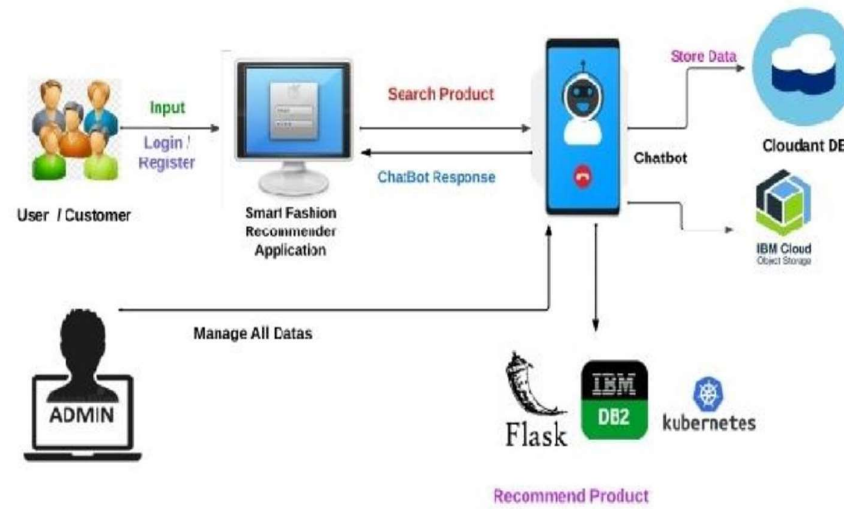 Input
Login /
Register
User / Customer
Smart Fashion
Recommender
Application
Search Product
ChatBot Response
Chatbot
Store Data
Cloudant DB
IBM Cloud
Object Storage
Manage All Datas
ADMIN
Flask
IBM
DB2
kubernetes
Recommend Product